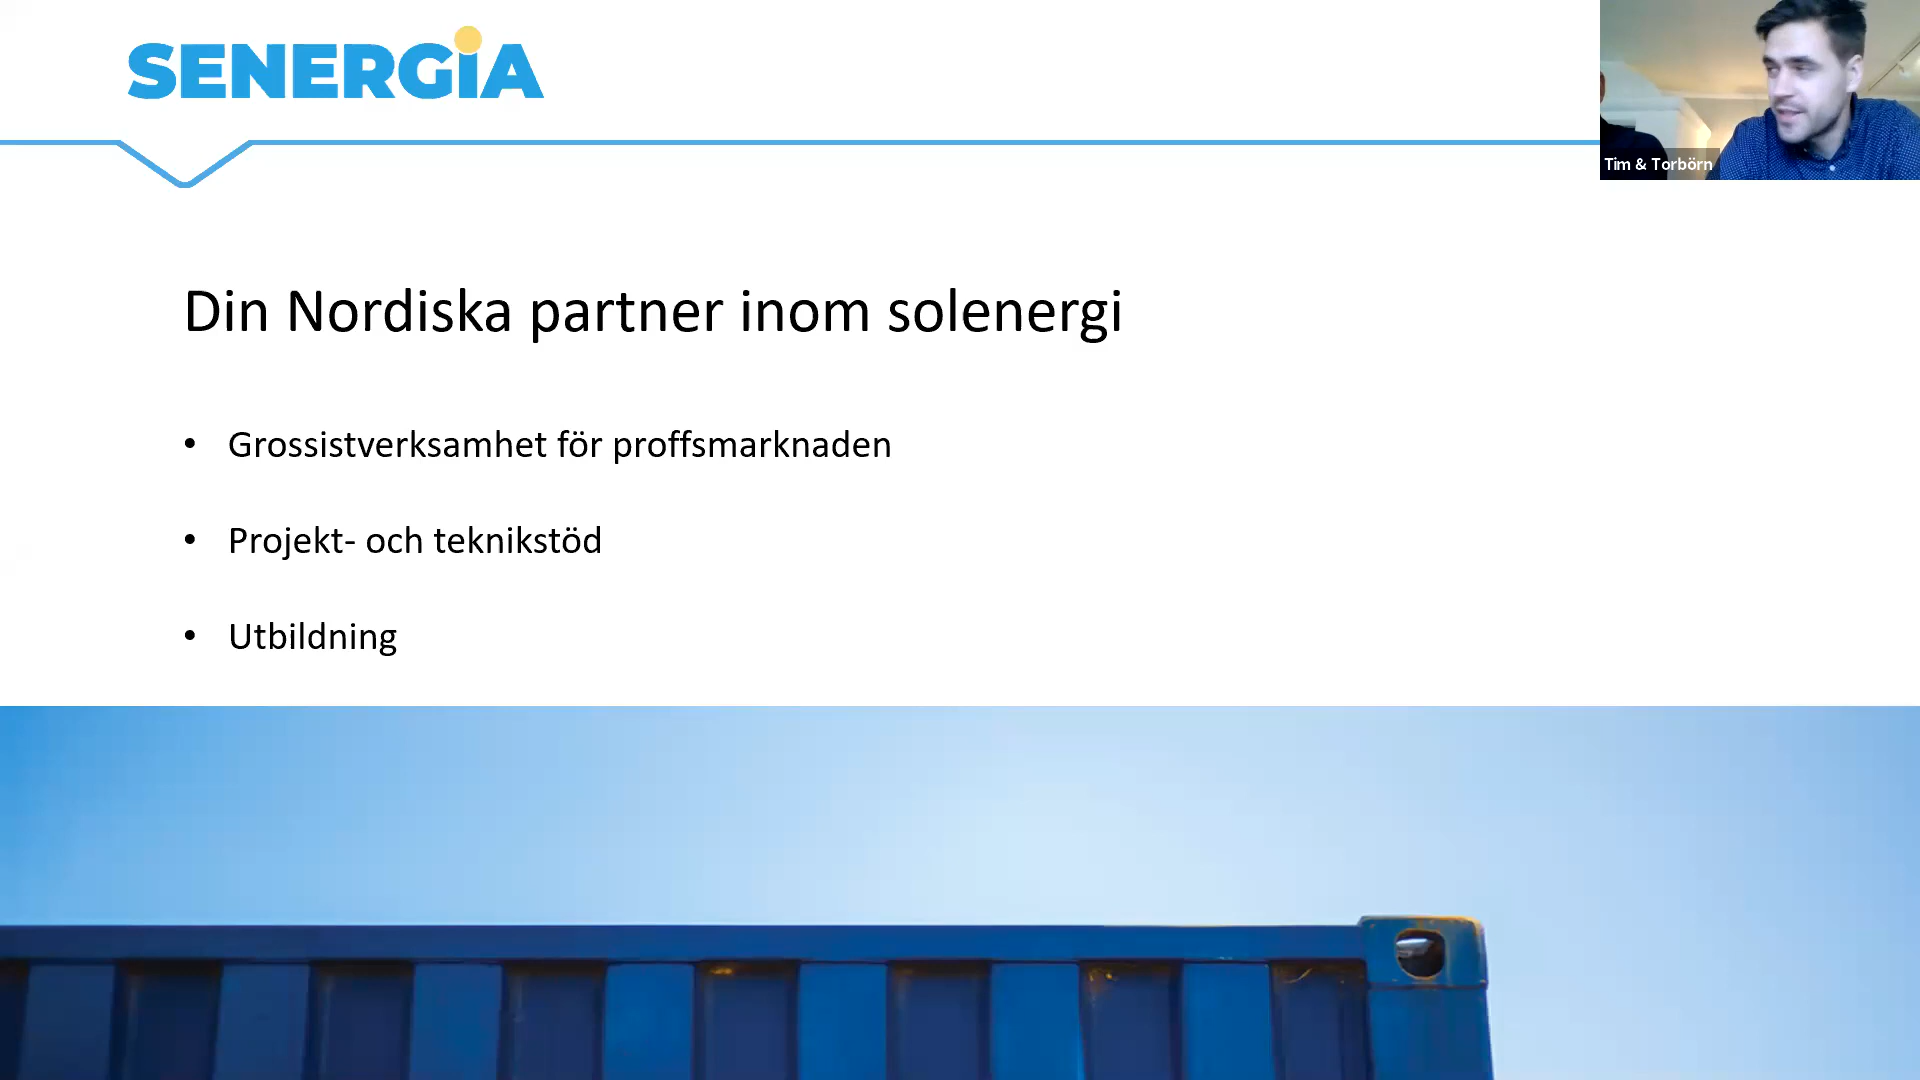 SENERGiA
Tim & Torbörn
Din Nordiska partner inom solenergi
• Grossistverksamhet för proffsmarknaden
• Projekt- och teknikstöd
• Utbildning